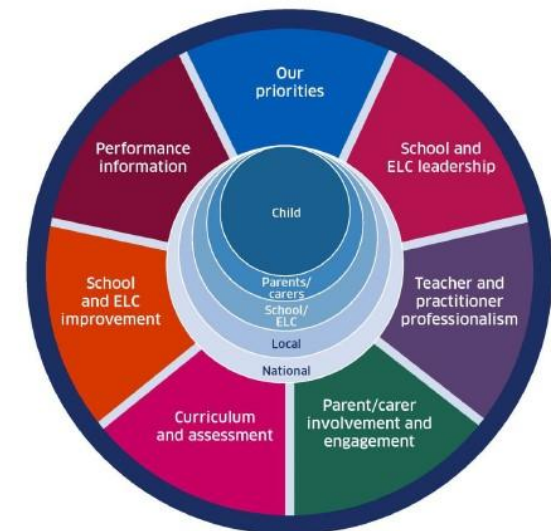 Our
priorities
School and
ELC leadership
Teacher and
practitioner
professionalism
Parent/carer
involvement and
engagement
Curriculum
and assessment
School
and ELC
improvement
Performance
information
Child
Parents/
carers
School/
ELC
Local
National